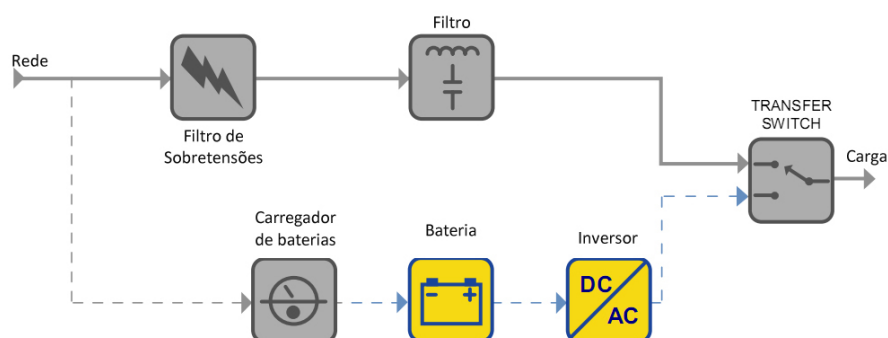 Rede
Filtro
Filtro de
Sobretensões
TRANSFER
SWITCH
Carga
Carregador
de baterias
Bateria
Inversor
DC
AC